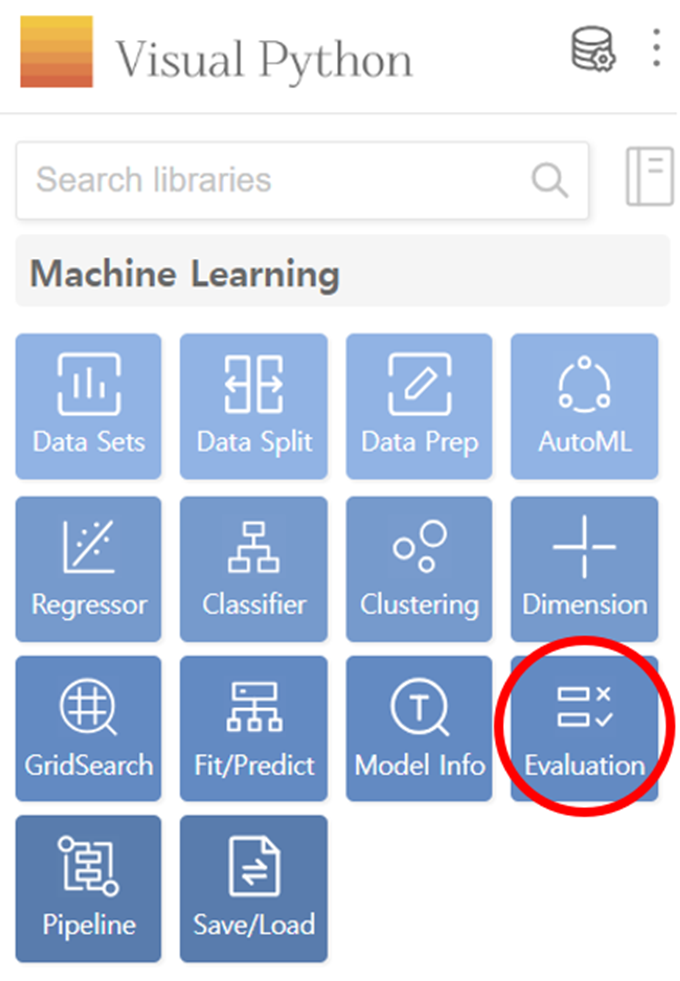 Visual Python
Search libraries
Machine Learning
Data Sets
Data Split
Data Prep
AutoML
Regressor
Classifier
Clustering
Dimension
GridSearch
Fit/Predict
T
Model Info
Evaluation
Pipeline
Save/Load